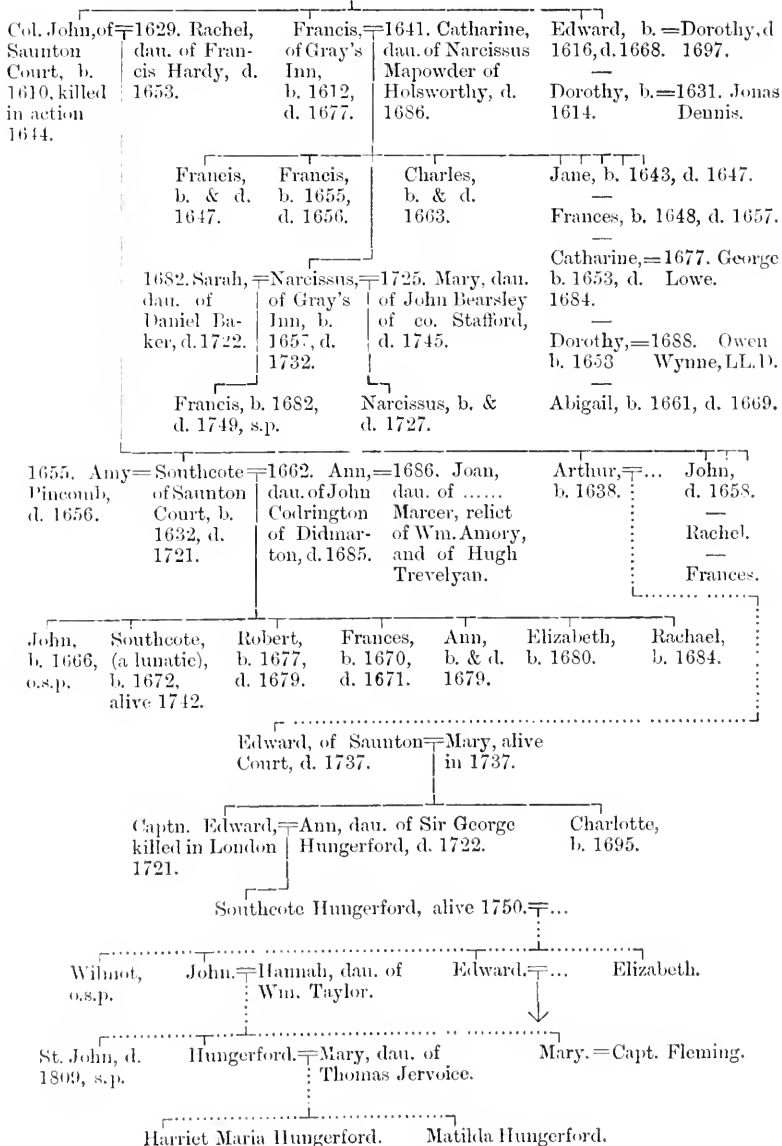 Col. John, of = 1629. Rachel, Francis, = 1641. Catharine, Edward, b. = Dorothy, d
Saunton dau. of Fran- of Gray's dau. of Narcissus 1616, d. 1668. 1697.
Court, b. cis Hardy, d. Inn, Mapowder of —
1610, killed 1653. b. 1612, Holsworthy, d. Dorothy, b. = 1631. Jonas
in action d. 1677. 1686. 1614. Dennis.
1644.
Francis, Francis, Charles, Jane, b. 1643, d. 1647.
b. & d. b. 1655, b. & d. —
1647. d. 1656. 1663. Frances, b. 1648, d. 1657.
—
Catharine, = 1677. George
1682. Sarah, = Narcissus, = 1725. Mary, dau. b. 1653, d. Lowe.
dau. of of Gray's of John Bearsley 1684.
Daniel Ba- Inn, b. of co. Stafford, —
ker, d. 1722. 1657, d. d. 1745. Dorothy, = 1688. Owen
1732. b. 1653 Wynne, LL.D.
—
Francis, b. 1682, Narcissus, b. & Abigail, b. 1661, d. 1669.
d. 1749, s.p. d. 1727.
1655. Amy = Southcote = 1662. Ann, = 1686. Joan, Arthur, = ... John,
Pincomb, of Saunton dau. of John dau. of ...... b. 1638. d. 1658.
d. 1656. Court, b. Codrington Marcer, relict —
1632, d. of Didmar- of Wm. Amory, Rachel.
1721. ton, d. 1685. and of Hugh —
Trevelyan. Frances.
John, Southcote, Robert, Frances, Ann, Elizabeth, Rachael,
b. 1666, (a lunatic), b. 1677, b. 1670, b. & d. b. 1680. b. 1684.
o.s.p. b. 1672, d. 1679. d. 1671. 1679.
alive 1742.
Edward, of Saunton = Mary, alive
Court, d. 1737. in 1737.
Captn. Edward, = Ann, dau. of Sir George Charlotte,
killed in London Hungerford, d. 1722. b. 1695.
1721.
Southcote Hungerford, alive 1750. = ...
Wilmot, John. = Hannah, dau. of Edward. = ... Elizabeth.
o.s.p. Wm. Taylor.
St. John, d. Hungerford. = Mary, dau. of Mary. = Capt. Fleming.
1809, s.p. Thomas Jervoice.
Harriet Maria Hungerford. Matilda Hungerford.